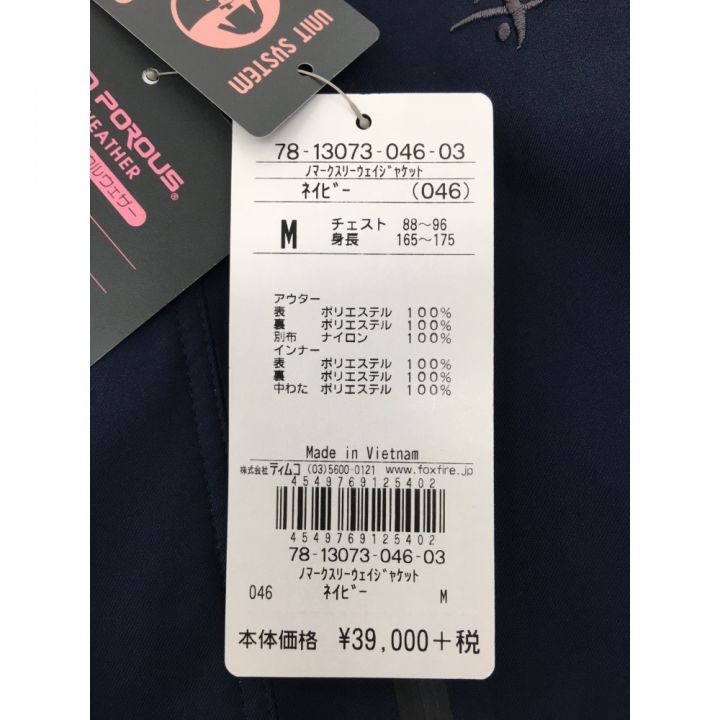 UNIT SYSTEM
POROUS
WEATHER
ルウェザー
78-13073-046-03
ﾉﾏｰｸｽﾘｰｳｪｲｼﾞｬｹｯﾄ
ﾈｲﾋﾞｰ (046)
M チェスト 88〜96
身長 165〜175
アウター
表 ポリエステル 100%
裏 ポリエステル 100%
別布 ナイロン 100%
インナー
表 ポリエステル 100%
裏 ポリエステル 100%
中わた ポリエステル 100%
Made in Vietnam
株式会社 ティムコ (03)5600-0121 www.foxfire.jp
4549769125402
4549769125402
78-13073-046-03
ﾉﾏｰｸｽﾘｰｳｪｲｼﾞｬｹｯﾄ
046 ﾈｲﾋﾞｰ M
本体価格 ¥39,000+税